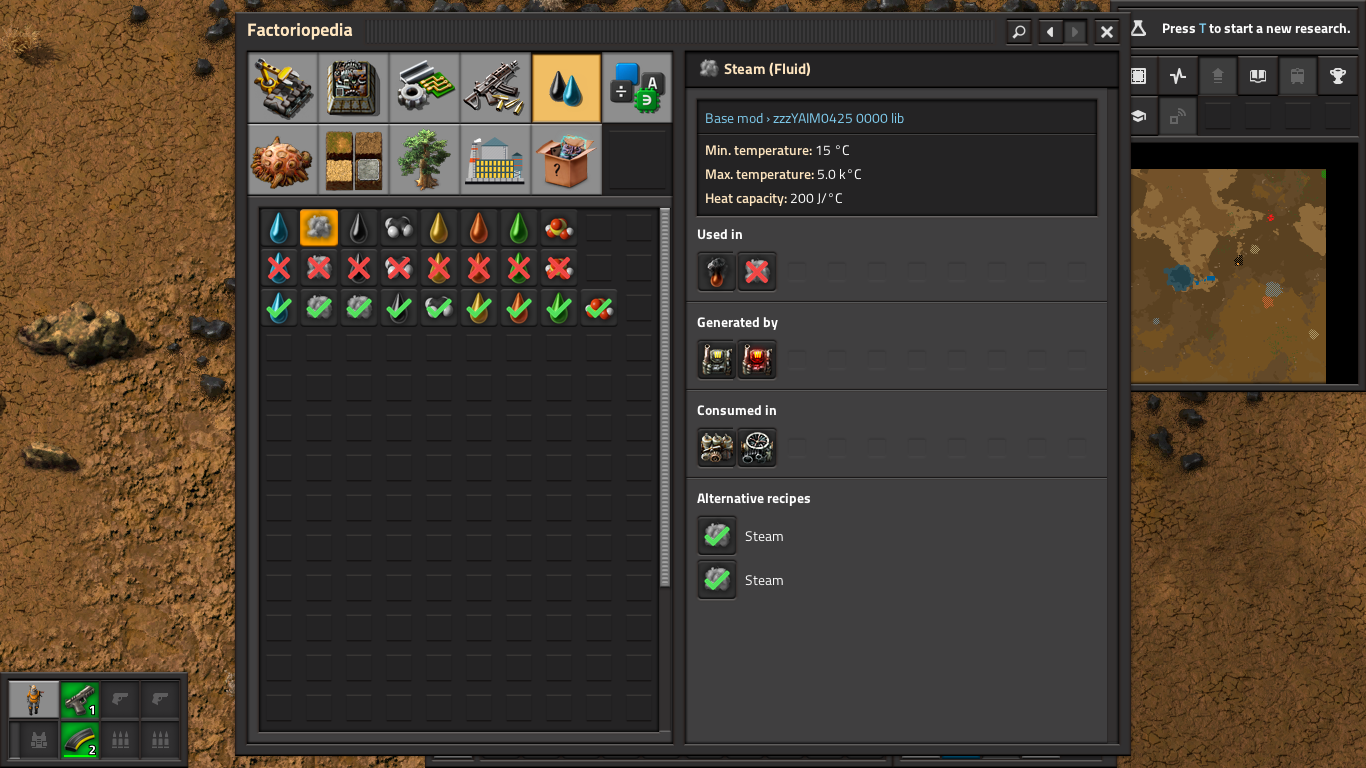 Factoriopedia
Press T to start a new research.
Steam (Fluid)
Base mod › zzzYAIM0425 0000 lib
Min. temperature: 15 °C
Max. temperature: 5.0 k°C
Heat capacity: 200 J/°C
Used in
Generated by
Consumed in
Alternative recipes
Steam
Steam
1
2